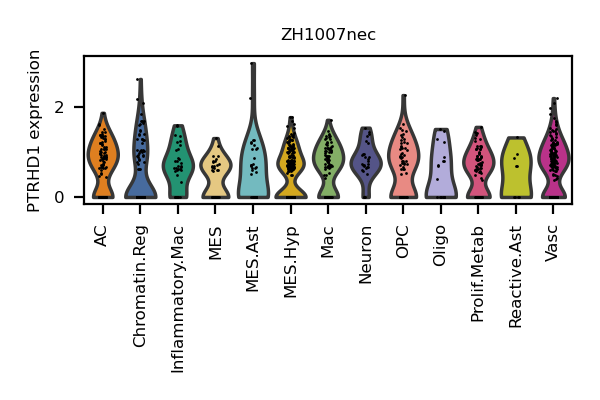 ZH1007nec
PTRHD1 expression
2
0
AC
Chromatin.Reg
Inflammatory.Mac
MES
MES.Ast
MES.Hyp
Mac
Neuron
OPC
Oligo
Prolif.Metab
Reactive.Ast
Vasc